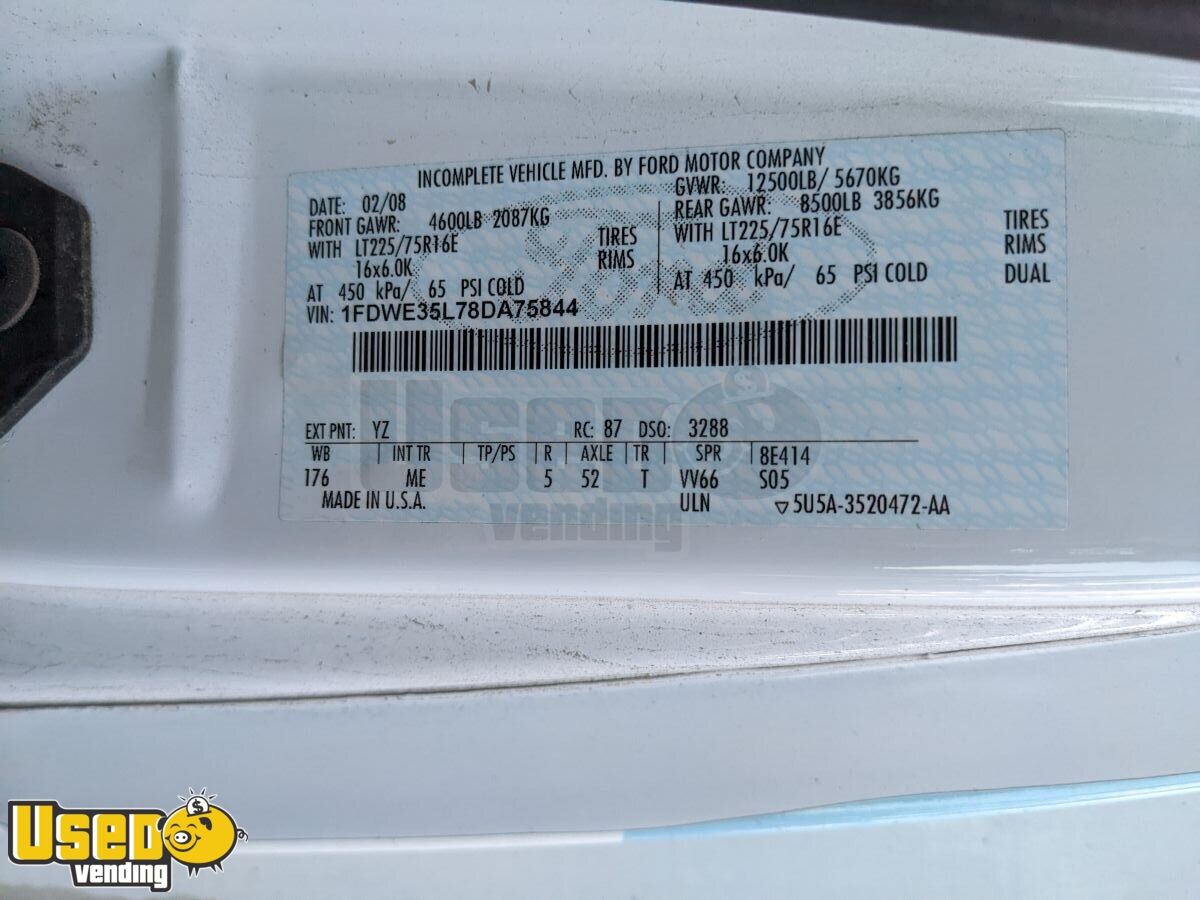 INCOMPLETE VEHICLE MFD. BY FORD MOTOR COMPANY
DATE: 02/08 GVWR: 12500LB/ 5670KG
FRONT GAWR: 4600LB 2087KG REAR GAWR: 8500LB 3856KG
WITH LT225/75R16E TIRES WITH LT225/75R16E TIRES
16x6.0K RIMS 16x6.0K RIMS
AT 450 kPa/ 65 PSI COLD AT 450 kPa/ 65 PSI COLD DUAL
VIN: 1FDWE35L78DA75844
EXT PNT: YZ RC: 87 DSO: 3288
WB INT TR TP/PS R AXLE TR SPR 8E414
176 ME 5 52 T VV66 S05
MADE IN U.S.A. ULN ▽5U5A-3520472-AA
Used
vending
Used
vending